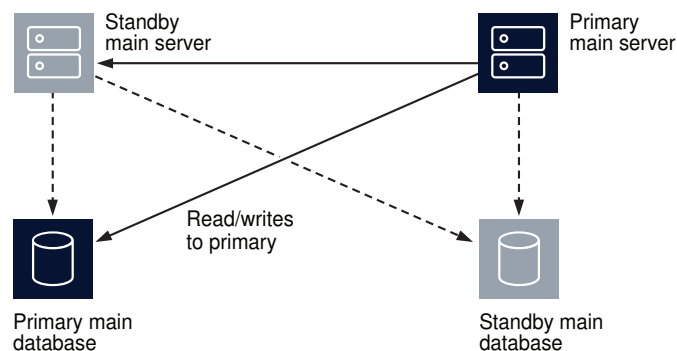 Standby
main server
Primary
main server
Read/writes
to primary
Primary main
database
Standby main
database